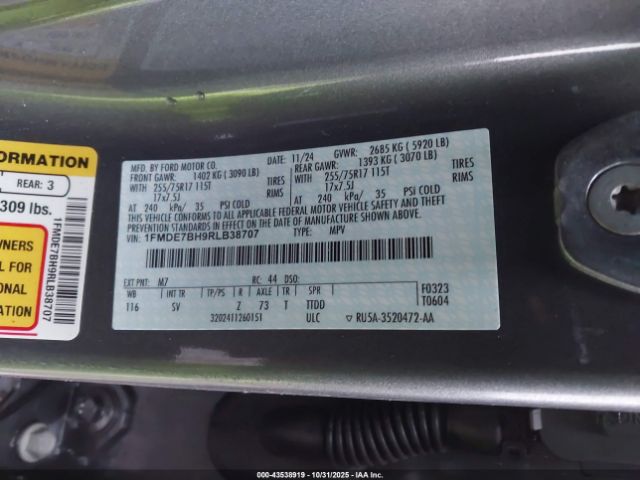 MFD. BY FORD MOTOR CO.
DATE: 11/24 GVWR: 2685 KG ( 5920 LB)
FRONT GAWR: 1402 KG ( 3090 LB) REAR GAWR: 1393 KG ( 3070 LB)
WITH 255/75R17 115T TIRES WITH 255/75R17 115T TIRES
17x7.5J RIMS 17x7.5J RIMS
AT 240 kPa/ 35 PSI COLD AT 240 kPa/ 35 PSI COLD
THIS VEHICLE CONFORMS TO ALL APPLICABLE FEDERAL MOTOR VEHICLE SAFETY, BUMPER, AND THEFT
PREVENTION STANDARDS IN EFFECT ON THE DATE OF MANUFACTURE SHOWN ABOVE.
VIN: 1FMDE7BH9RLB38707 TYPE: MPV
EXT PNT: M7 RC: 44 DSO:
WB INT TR TP/PS R AXLE TR SPR
116 SV Z 73 T TTDD
F0323
T0604
3202411260151 ULC ▽ RU5A-3520472-AA
FORMATION
REAR: 3
309 lbs.
WNERS
L FOR
ONAL
ON
1FMDE7BH9RLB38707
000-43538919 - 10/31/2025 - IAA Inc.